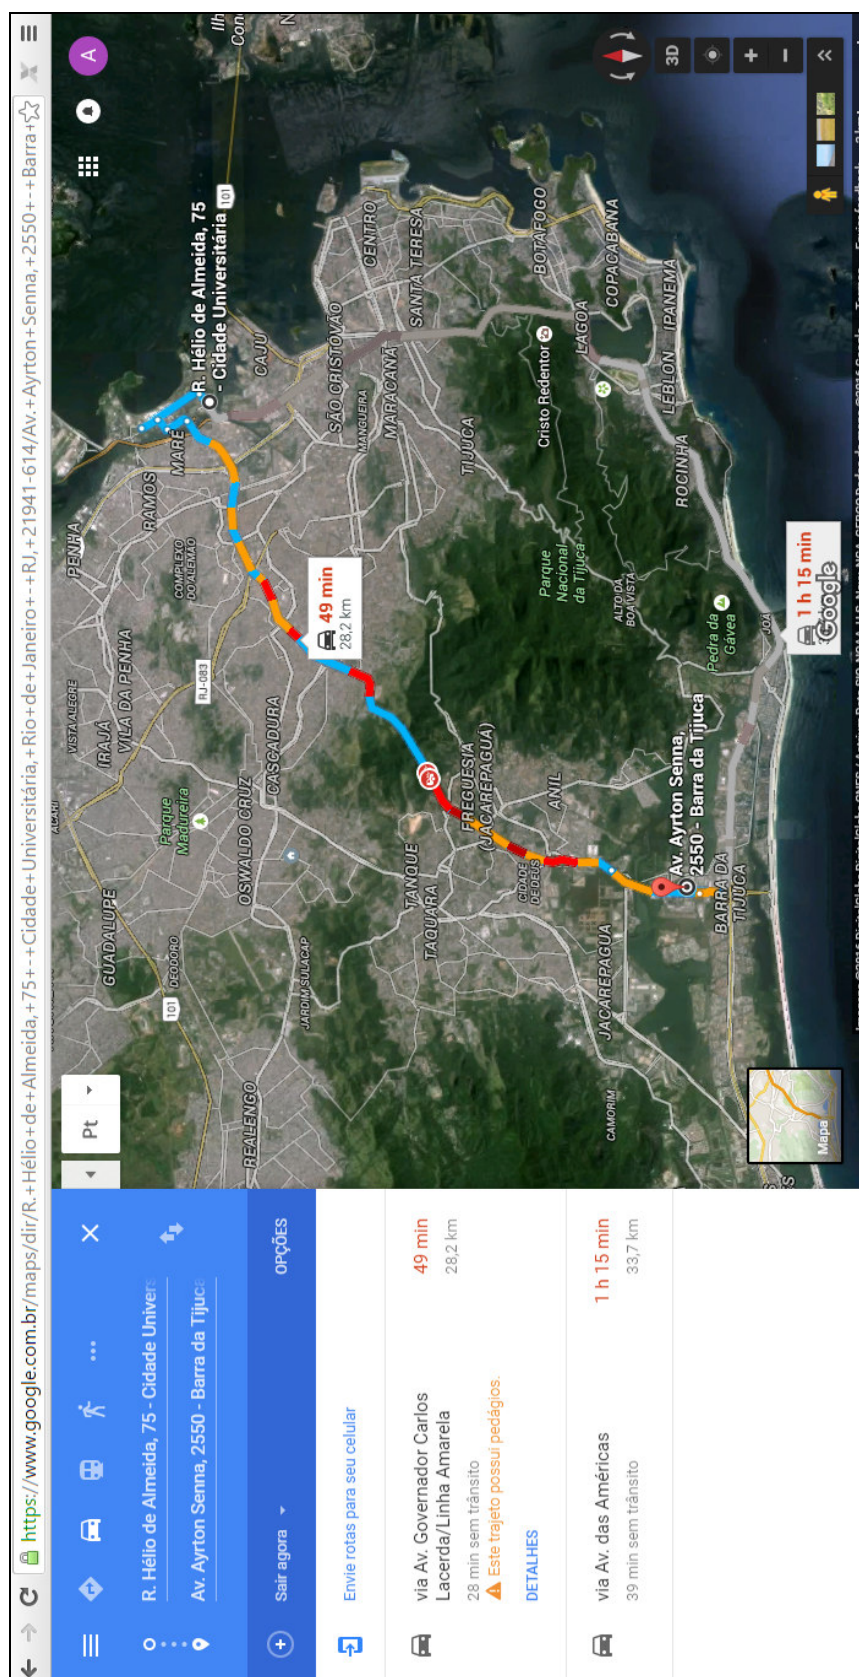 https://www.google.com.br/maps/dir/R.+Hélio+de+Almeida,+75+-+Cidade+Universitária,+Rio+de+Janeiro+-+RJ,+21941-614/Av.+Ayrton+Senna,+2550+-+Barra+
R. Hélio de Almeida, 75 - Cidade Univers
Av. Ayrton Senna, 2550 - Barra da Tijuca
Sair agora
OPÇÕES
Envie rotas para seu celular
via Av. Governador Carlos
Lacerda/Linha Amarela
49 min
28,2 km
28 min sem trânsito
Este trajeto possui pedágios.
DETALHES
via Av. das Américas
1 h 15 min
33,7 km
39 min sem trânsito
Pt
A
3D
ACARI
VISTA ALEGRE
PENHA
IRAJÁ
VILA DA PENHA
RAMOS
MARÉ
GUADALUPE
DEODORO
101
Parque
Madureira
RJ-083
COMPLEXO
DO ALEMÃO
R. Hélio de Almeida, 75
- Cidade Universitária
101
REALENGO
OSWALDO CRUZ
CASCADURA
CAJU
JARDIM SULACAP
49 min
28,2 km
SÃO CRISTÓVÃO
MANGUEIRA
MARACANÃ
CENTRO
SANTA TERESA
TANQUE
TAQUARA
FREGUESIA
(JACAREPAGUÁ)
TIJUCA
CIDADE
DE DEUS
ANIL
Parque
Nacional
da Tijuca
Cristo Redentor
BOTAFOGO
LAGOA
COPACABANA
CAMORIM
JACAREPAGUÁ
ALTO DA
BOA VISTA
LEBLON
IPANEMA
ROCINHA
Av. Ayrton Senna,
2550 - Barra da Tijuca
Pedra da
Gávea
BARRA DA
TIJUCA
JOÁ
1 h 15 min
Google
Mapa